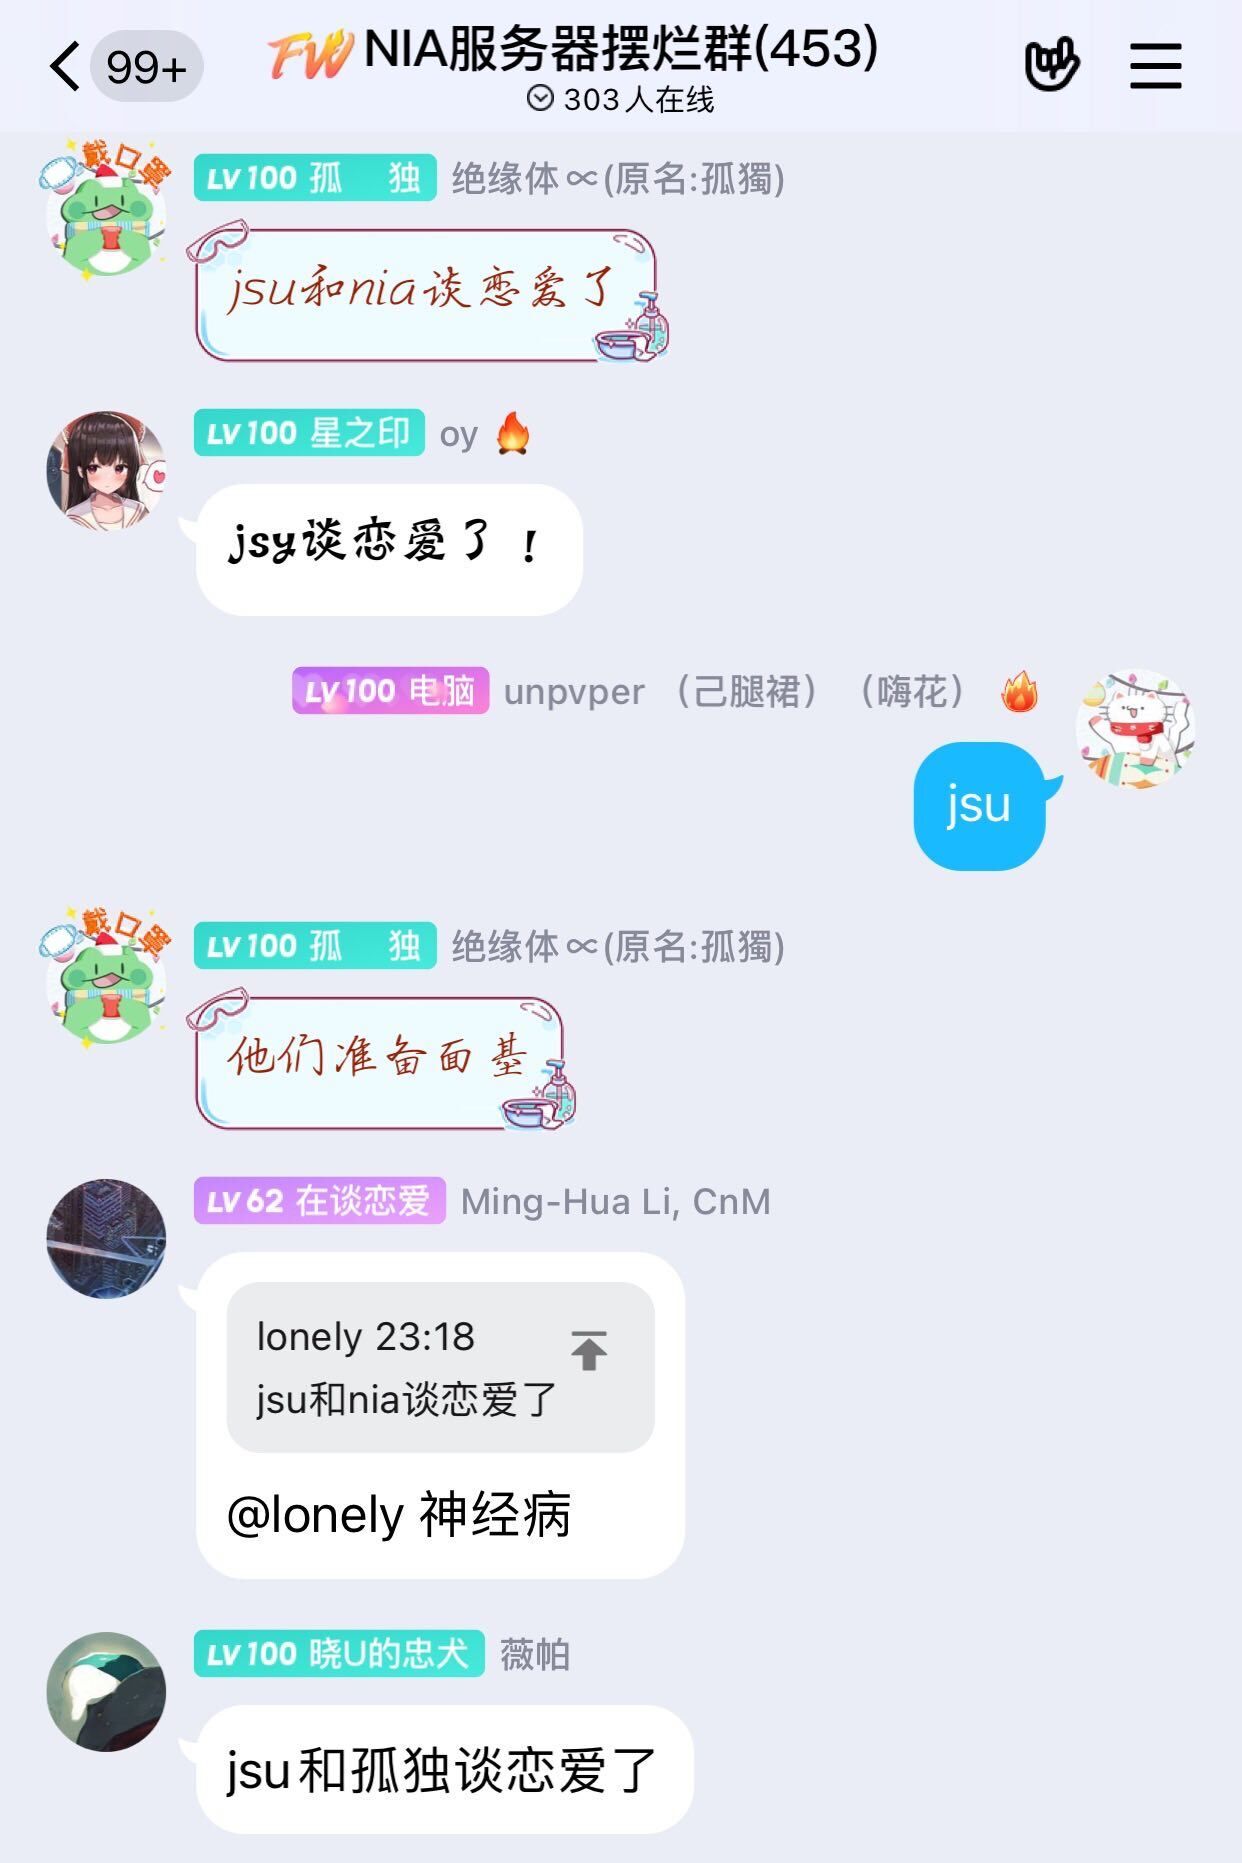 99+
FW NIA服务器摆烂群(453)
303人在线
戴口罩
LV100 孤 独 绝缘体∝(原名:孤獨)
jsu和nia谈恋爱了
LV100 星之印 oy 🔥
jsy谈恋爱了！
LV100 电脑 unpvper （己腿裙）（嗨花）🔥
jsu
戴口罩
LV100 孤 独 绝缘体∝(原名:孤獨)
他们准备面基
LV62 在谈恋爱 Ming-Hua Li, CnM
lonely 23:18
jsu和nia谈恋爱了
@lonely 神经病
LV100 晓U的忠犬 薇帕
jsu和孤独谈恋爱了